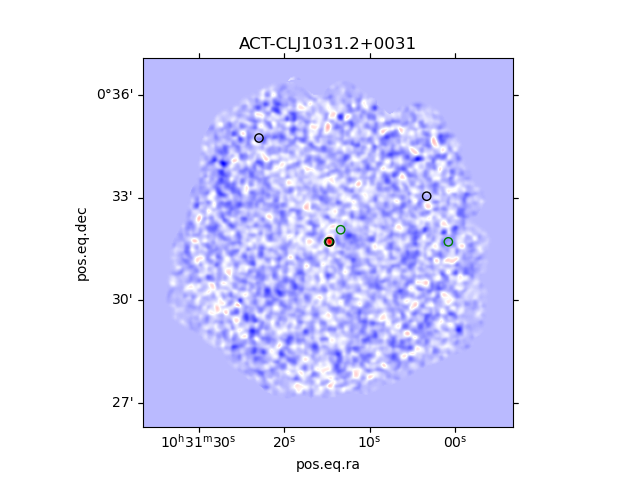 ACT-CLJ1031.2+0031
0°36'
33'
30'
27'
pos.eq.dec
10ʰ31ᵐ30ˢ 20ˢ 10ˢ 00ˢ
pos.eq.ra